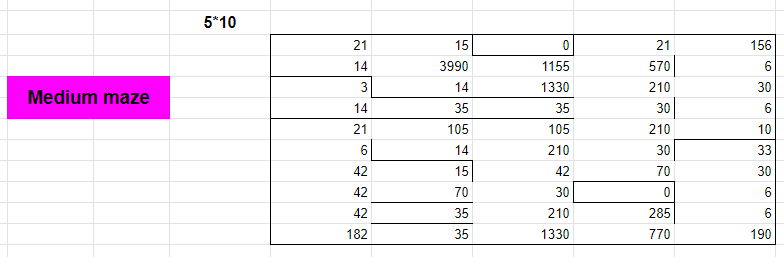 5*10
21 15 0 21 156
14 3990 1155 570 6
Medium maze
3 14 1330 210 30
14 35 35 30 6
21 105 105 210 10
6 14 210 30 33
42 15 42 70 30
42 70 30 0 6
42 35 210 285 6
182 35 1330 770 190